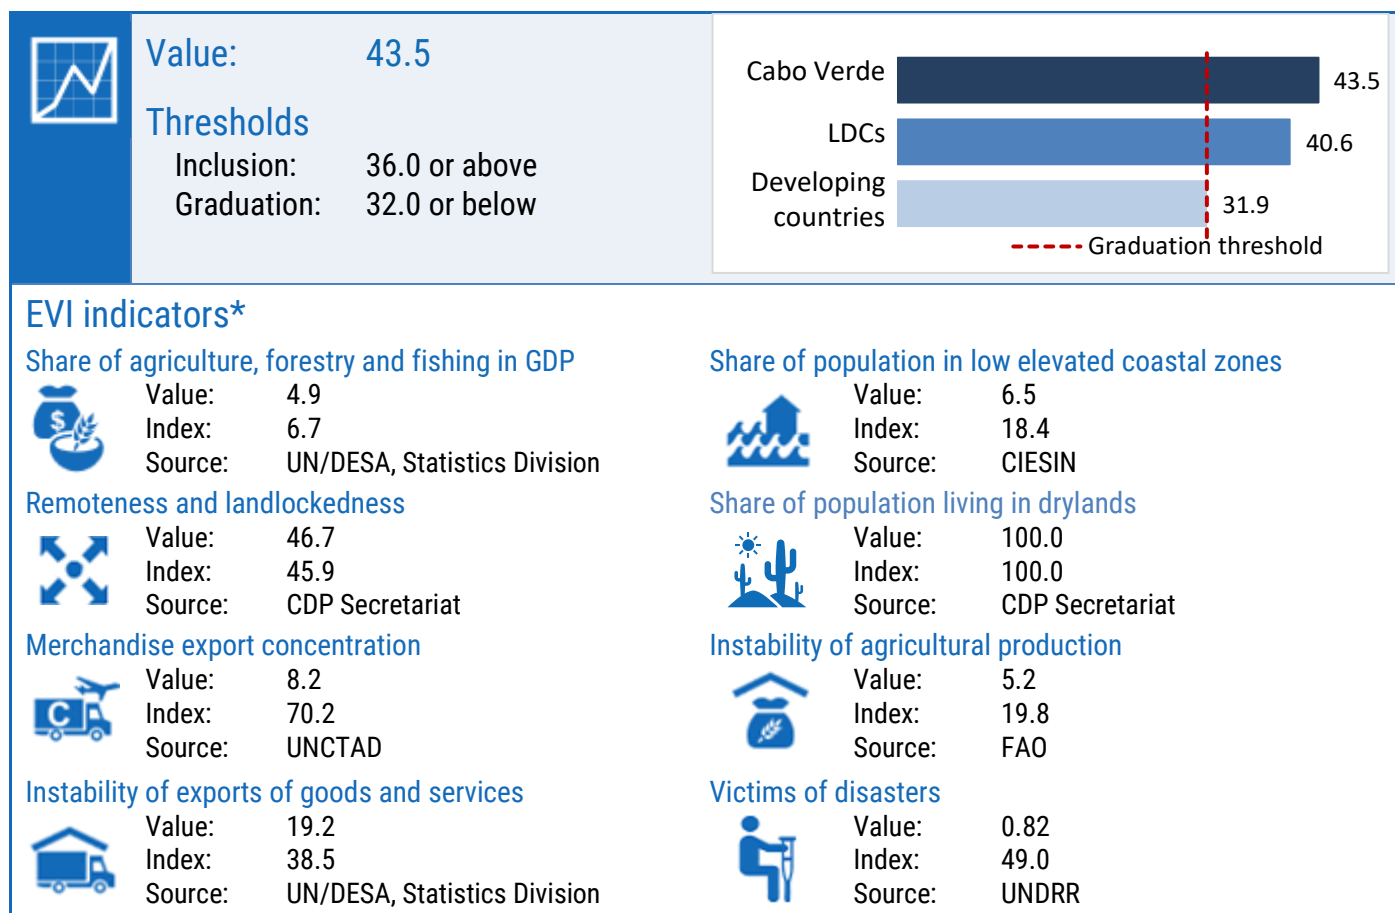 Value: 43.5
Thresholds
Inclusion: 36.0 or above
Graduation: 32.0 or below
Cabo Verde 43.5
LDCs 40.6
Developing
countries 31.9
Graduation threshold
EVI indicators*
Share of agriculture, forestry and fishing in GDP
$
Value: 4.9
Index: 6.7
Source: UN/DESA, Statistics Division
Share of population in low elevated coastal zones
Value: 6.5
Index: 18.4
Source: CIESIN
Remoteness and landlockedness
Value: 46.7
Index: 45.9
Source: CDP Secretariat
Share of population living in drylands
Value: 100.0
Index: 100.0
Source: CDP Secretariat
Merchandise export concentration
C
Value: 8.2
Index: 70.2
Source: UNCTAD
Instability of agricultural production
Value: 5.2
Index: 19.8
Source: FAO
Instability of exports of goods and services
Value: 19.2
Index: 38.5
Source: UN/DESA, Statistics Division
Victims of disasters
Value: 0.82
Index: 49.0
Source: UNDRR